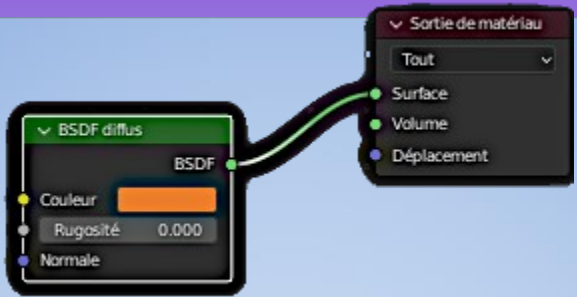 Sortie de matériau
Tout
Surface
Volume
Déplacement
BSDF diffus
BSDF
Couleur
Rugosité 0.000
Normale